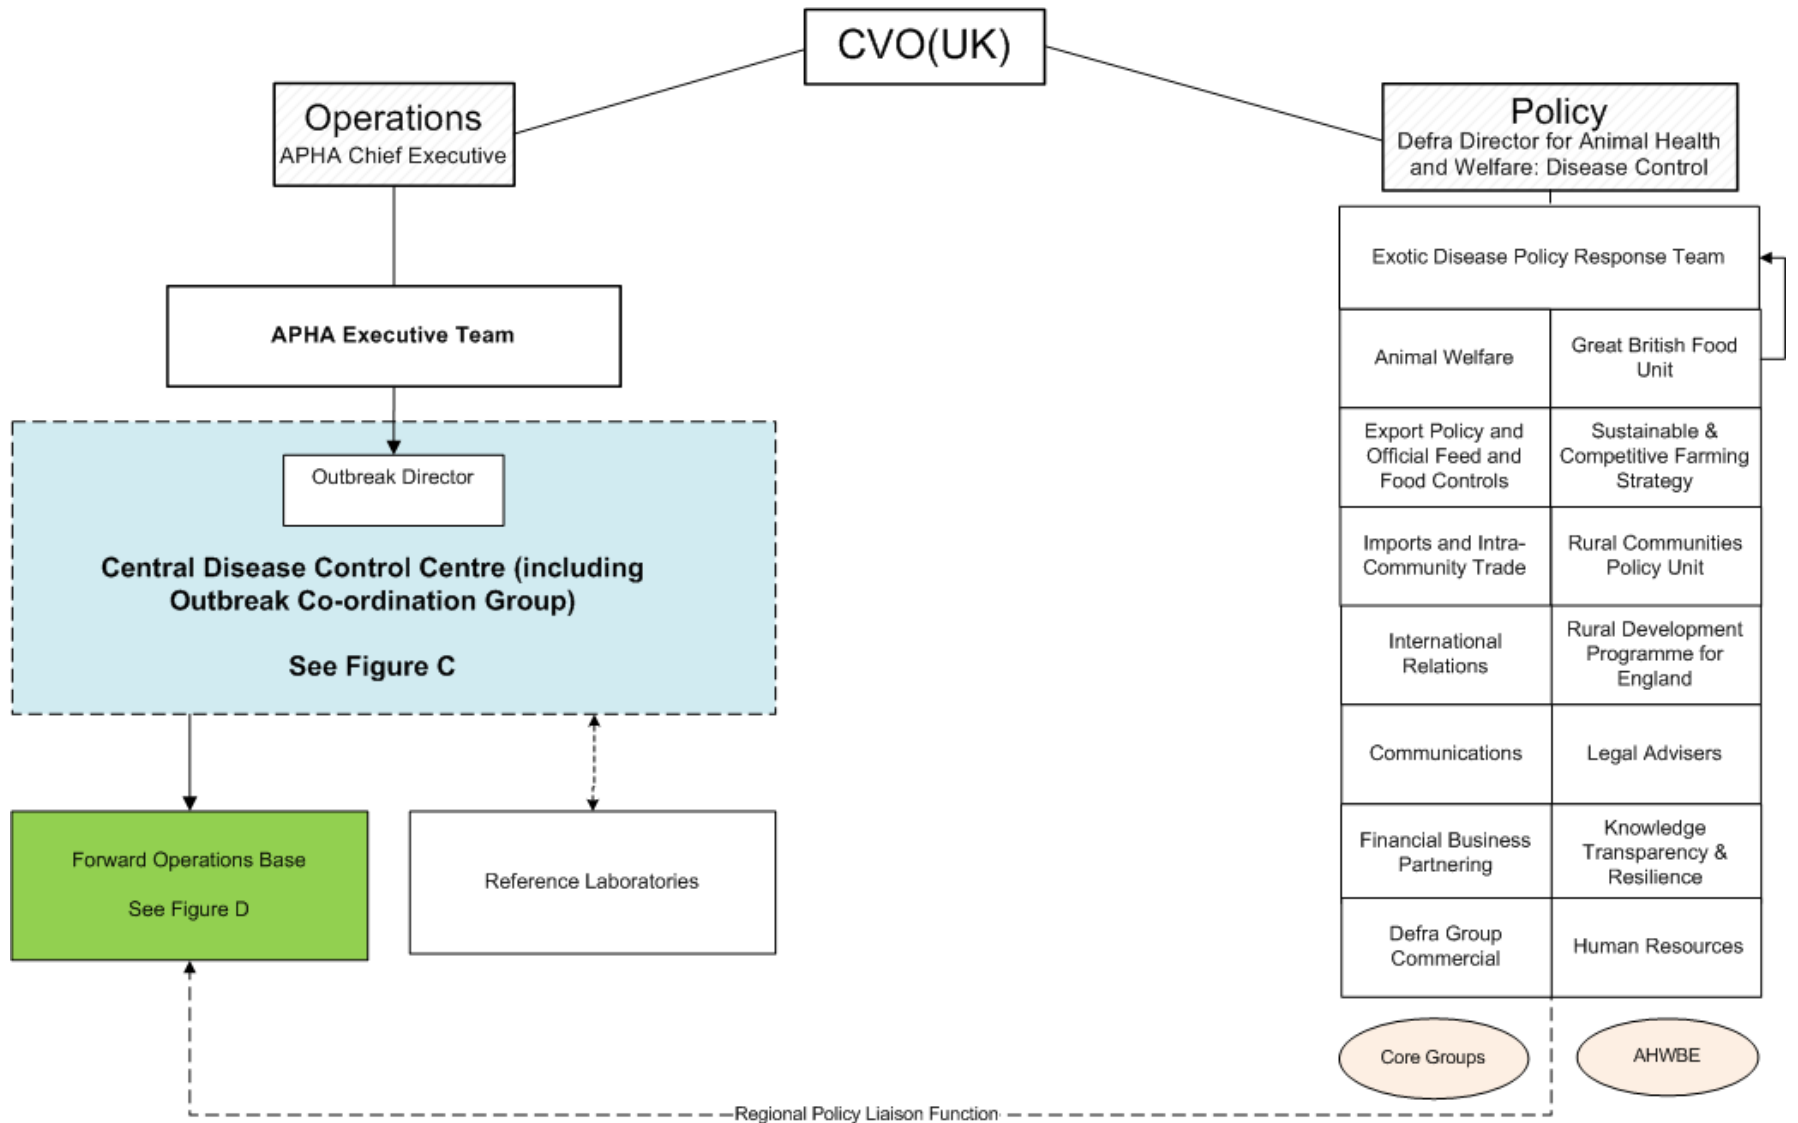 CVO(UK)
Operations
APHA Chief Executive
Policy
Defra Director for Animal Health
and Welfare: Disease Control
APHA Executive Team
Outbreak Director
Central Disease Control Centre (including
Outbreak Co-ordination Group)
See Figure C
Forward Operations Base
See Figure D
Reference Laboratories
Exotic Disease Policy Response Team
Animal Welfare
Great British Food
Unit
Export Policy and
Official Feed and
Food Controls
Sustainable &
Competitive Farming
Strategy
Imports and Intra-
Community Trade
Rural Communities
Policy Unit
International
Relations
Rural Development
Programme for
England
Communications
Legal Advisers
Financial Business
Partnering
Knowledge
Transparency &
Resilience
Defra Group
Commercial
Human Resources
Core Groups
AHWBE
Regional Policy Liaison Function